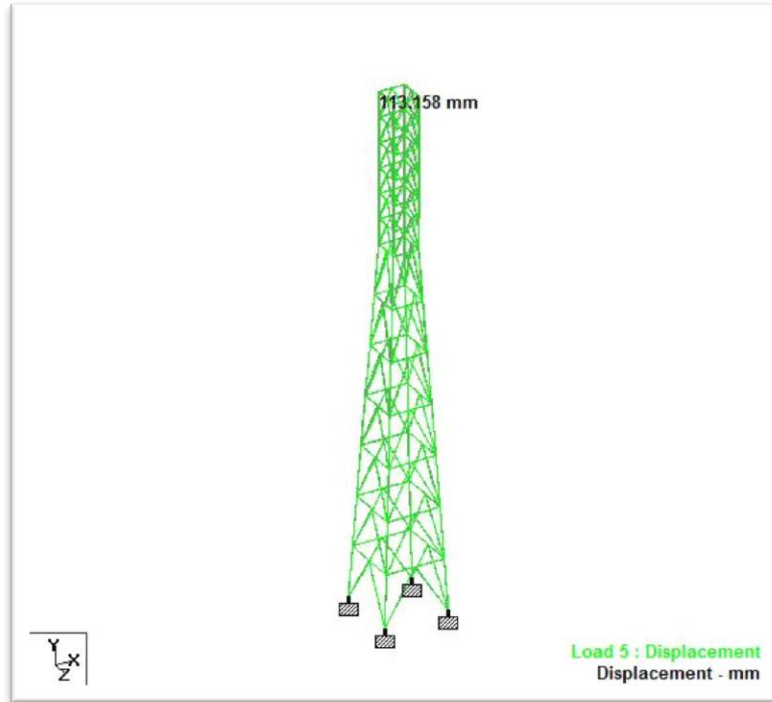 113.158 mm
Y
X
Z
Load 5 : Displacement
Displacement - mm